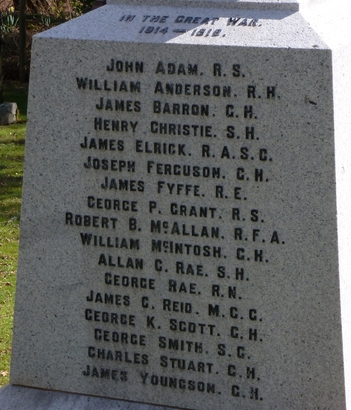 IN THE GREAT WAR.
1914 — 1918.
JOHN ADAM. R.S.
WILLIAM ANDERSON. R.H.
JAMES BARRON. G.H.
HENRY CHRISTIE. S.H.
JAMES ELRICK. R.A.S.C.
JOSEPH FERGUSON. G.H.
JAMES FYFFE. R.E.
GEORGE P. GRANT. R.S.
ROBERT B. McALLAN. R.F.A.
WILLIAM McINTOSH. G.H.
ALLAN G. RAE. S.H.
GEORGE RAE. R.N.
JAMES C. REID. M.G.C.
GEORGE K. SCOTT. G.H.
GEORGE SMITH. S.G.
CHARLES STUART. G.H.
JAMES YOUNGSON. G.H.